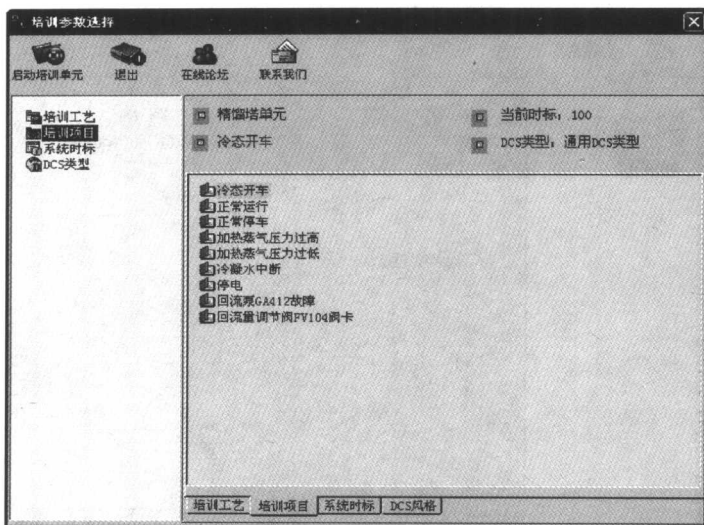 培训参数选择
启动培训单元 退出 在线论坛 联系我们
培训工艺
培训项目
系统时标
DCS类型
精馏塔单元 当前时标: 100
冷态开车 DCS类型: 通用DCS类型
冷态开车
正常运行
正常停车
加热蒸气压力过高
加热蒸气压力过低
冷凝水中断
停电
回流泵GA412故障
回流量调节阀FV104阀卡
培训工艺 培训项目 系统时标 DCS风格